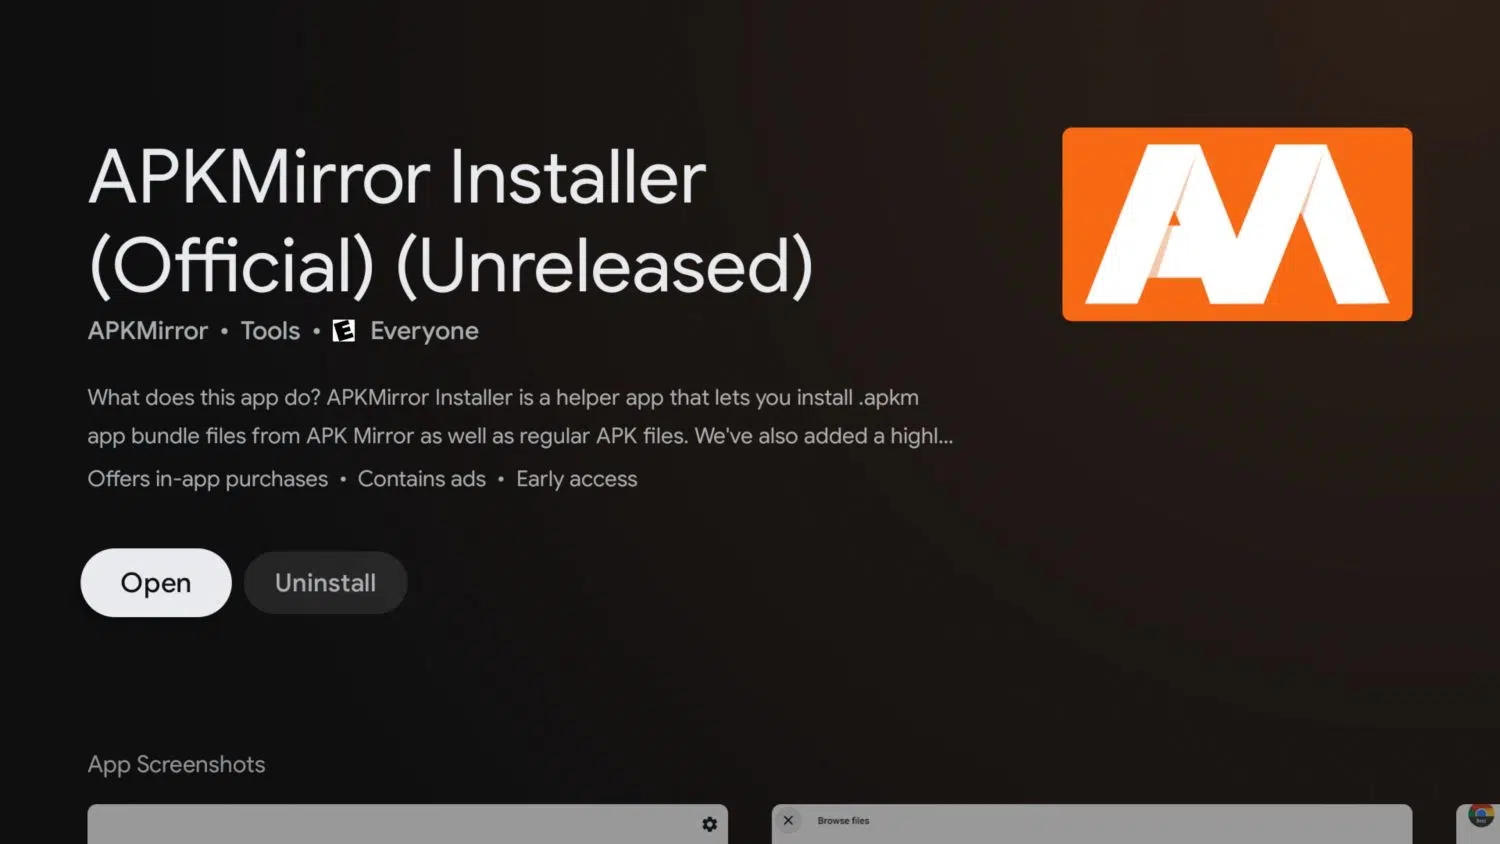 APKMirror Installer
(Official) (Unreleased)
APKMirror • Tools • E Everyone
What does this app do? APKMirror Installer is a helper app that lets you install .apkm
app bundle files from APK Mirror as well as regular APK files. We've also added a highl...
Offers in-app purchases • Contains ads • Early access
Open Uninstall
App Screenshots
Browse files